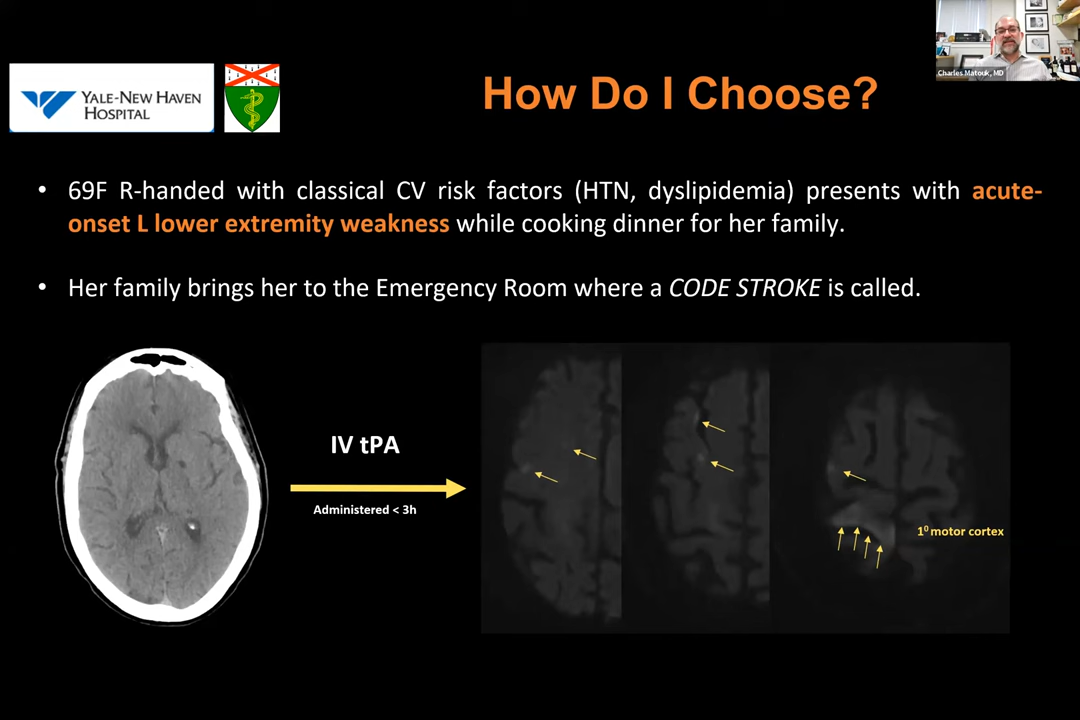 Charles Matouk, MD
YALE-NEW HAVEN
HOSPITAL
How Do I Choose?
• 69F R-handed with classical CV risk factors (HTN, dyslipidemia) presents with acute-
onset L lower extremity weakness while cooking dinner for her family.
• Her family brings her to the Emergency Room where a CODE STROKE is called.
IV tPA
Administered < 3h
1⁰ motor cortex